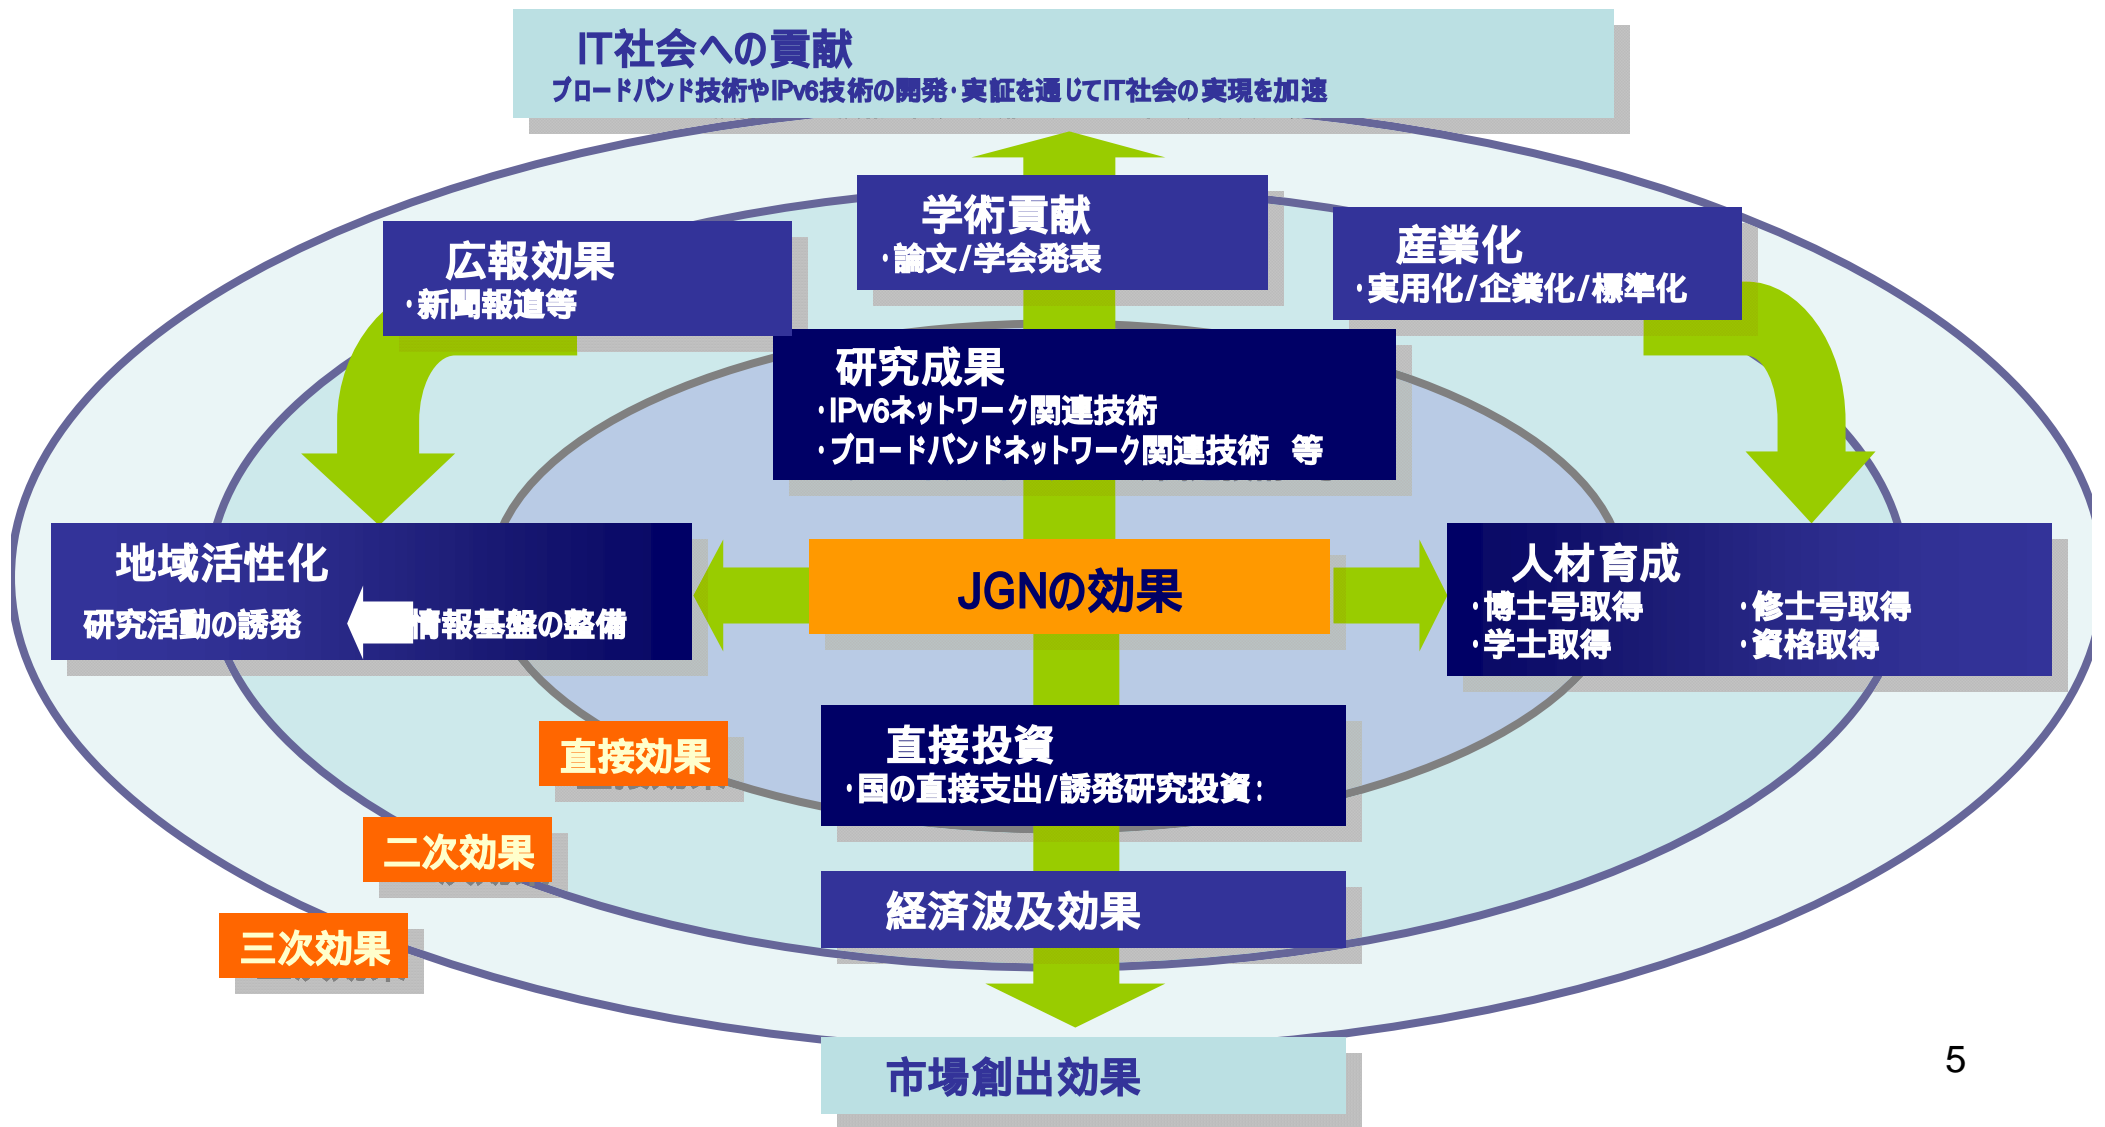 IT社会への貢献
ブロードバンド技術やIPv6技術の開発・実証を通じてIT社会の実現を加速
学術貢献
・論文/学会発表
広報効果
・新聞報道等
産業化
・実用化/企業化/標準化
研究成果
・IPv6ネットワーク関連技術
・ブロードバンドネットワーク関連技術　等
地域活性化
研究活動の誘発 情報基盤の整備
JGNの効果
人材育成
・博士号取得 ・修士号取得
・学士取得 ・資格取得
直接効果
直接投資
・国の直接支出/誘発研究投資:
二次効果
経済波及効果
三次効果
市場創出効果
5